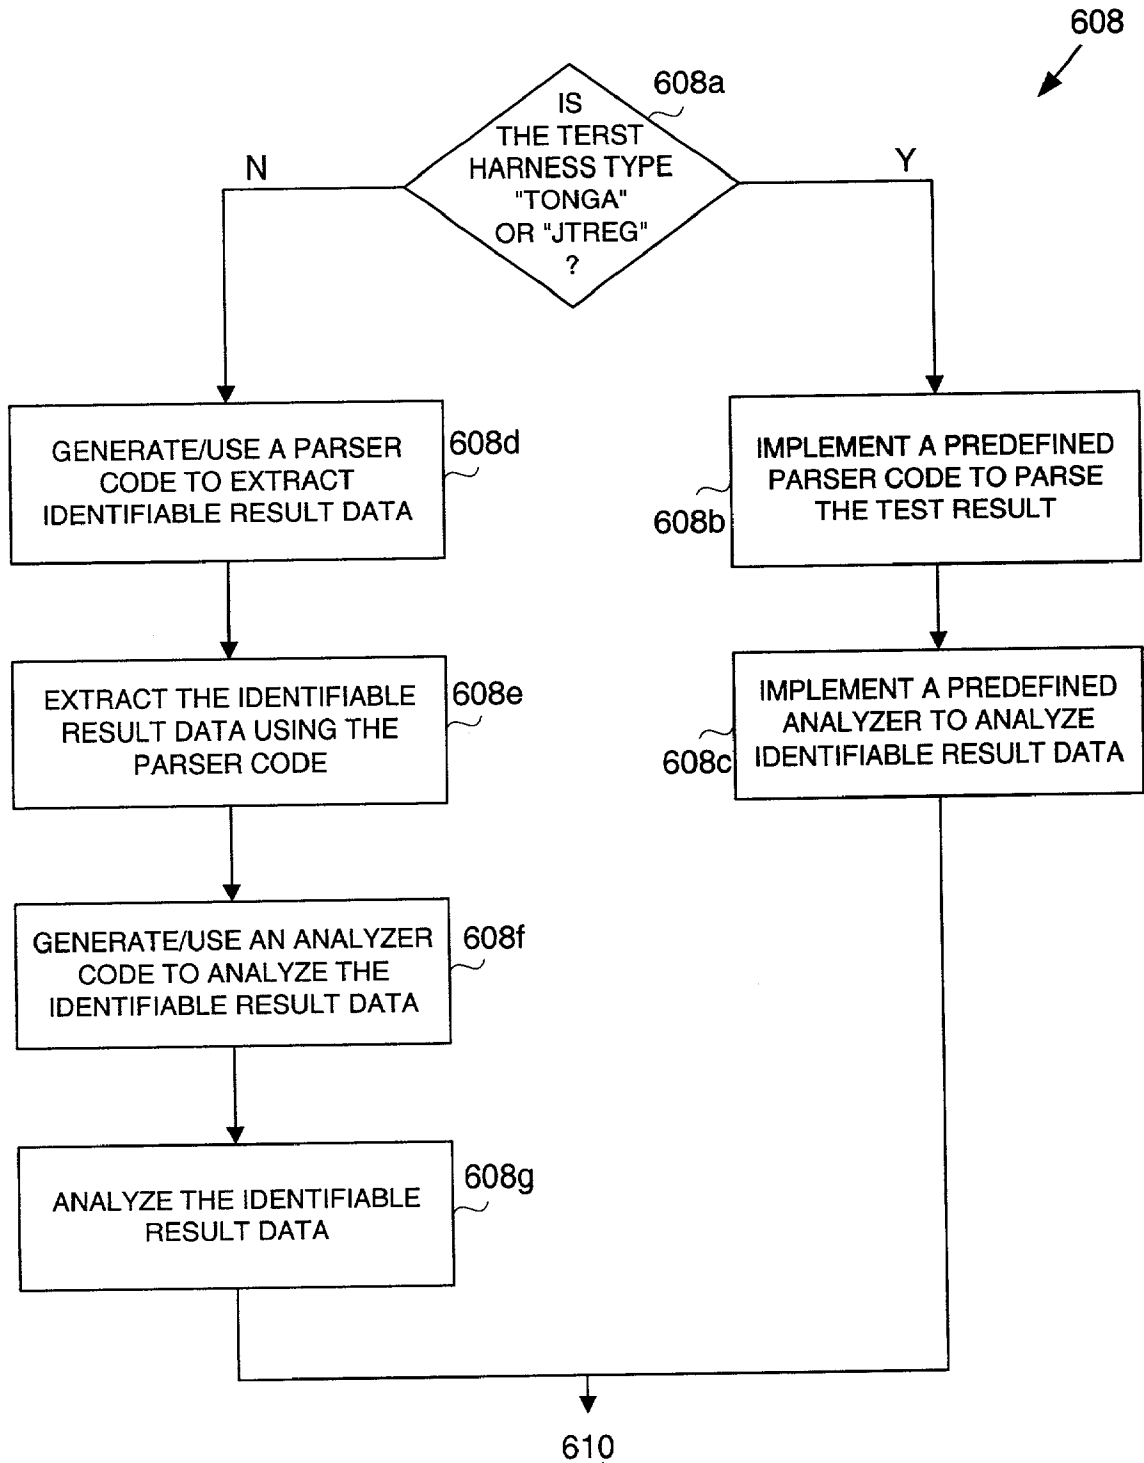 608
608a
IS
THE TERST
HARNESS TYPE
"TONGA"
OR "JTREG"
?
N
Y
GENERATE/USE A PARSER
CODE TO EXTRACT
IDENTIFIABLE RESULT DATA
608d
IMPLEMENT A PREDEFINED
PARSER CODE TO PARSE
THE TEST RESULT
608b
EXTRACT THE IDENTIFIABLE
RESULT DATA USING THE
PARSER CODE
608e
IMPLEMENT A PREDEFINED
ANALYZER TO ANALYZE
IDENTIFIABLE RESULT DATA
608c
GENERATE/USE AN ANALYZER
CODE TO ANALYZE THE
IDENTIFIABLE RESULT DATA
608f
ANALYZE THE IDENTIFIABLE
RESULT DATA
608g
610